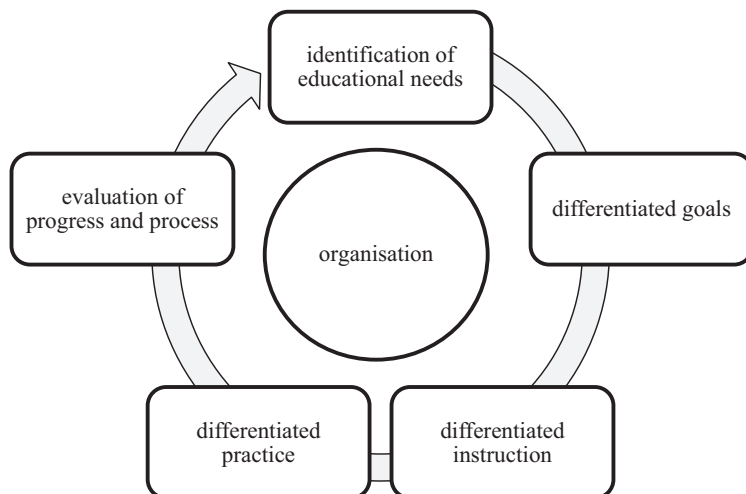 identification of
educational needs
differentiated goals
differentiated
instruction
differentiated
practice
evaluation of
progress and process
organisation